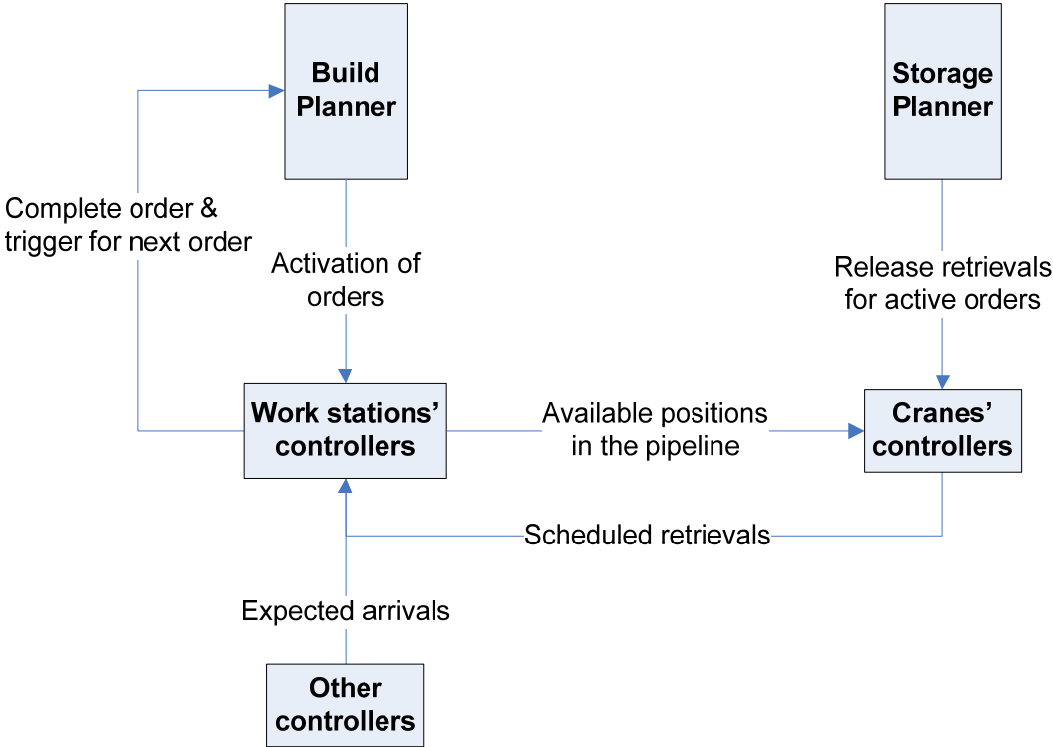 Build
Planner
Storage
Planner
Complete order &
trigger for next order
Activation of
orders
Release retrievals
for active orders
Work stations’
controllers
Available positions
in the pipeline
Cranes’
controllers
Scheduled retrievals
Expected arrivals
Other
controllers